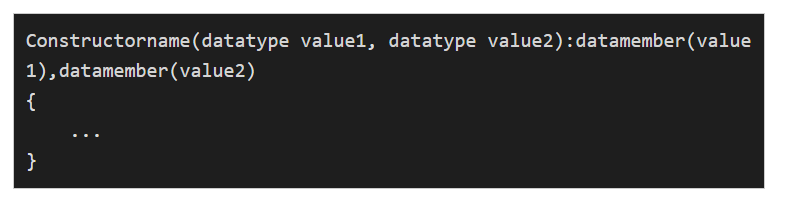 Constructorname(datatype value1, datatype value2):datamember(value
1),datamember(value2)
{
    ...
}